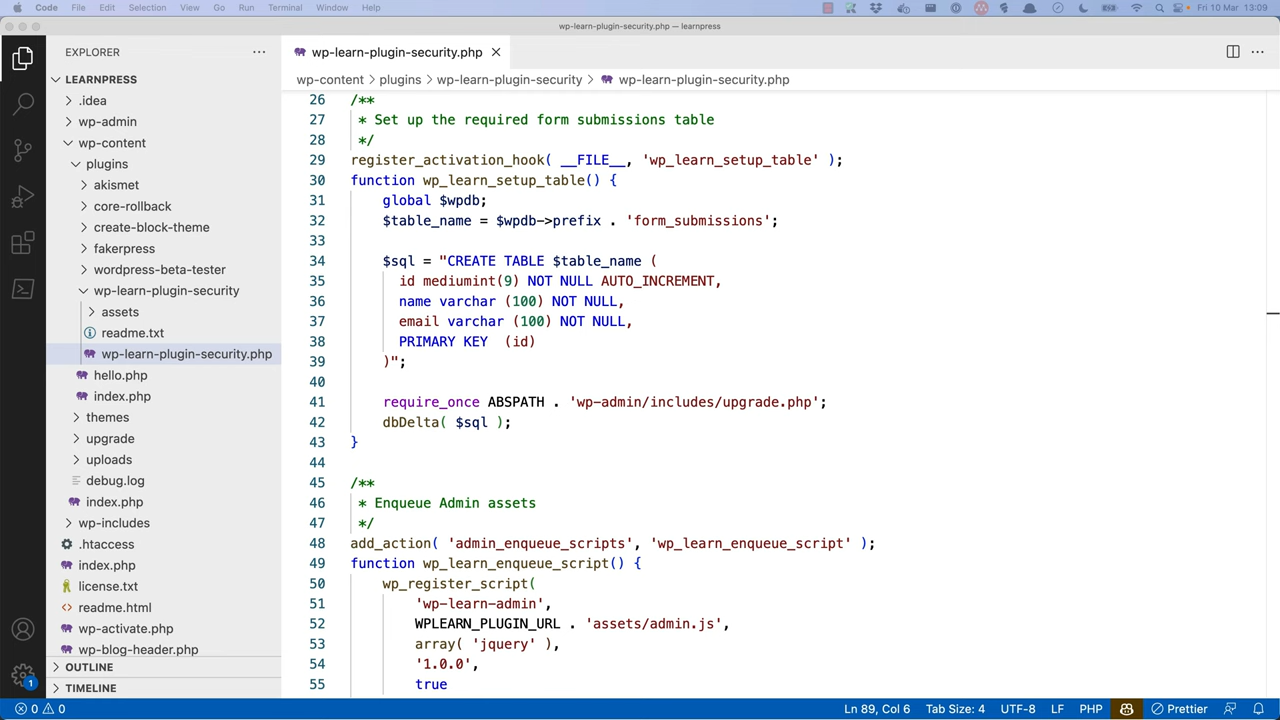 Code File Edit Selection View Go Run Terminal Window Help Fri 10 Mar 13:09
wp-learn-plugin-security.php — learnpress
EXPLORER
LEARNPRESS
.idea
wp-admin
wp-content
plugins
akismet
core-rollback
create-block-theme
fakerpress
wordpress-beta-tester
wp-learn-plugin-security
assets
readme.txt
wp-learn-plugin-security.php
hello.php
index.php
themes
upgrade
uploads
debug.log
index.php
wp-includes
.htaccess
index.php
license.txt
readme.html
wp-activate.php
wp-blog-header.php
OUTLINE
TIMELINE
1
wp-learn-plugin-security.php
wp-content > plugins > wp-learn-plugin-security > wp-learn-plugin-security.php
26 /**
27 * Set up the required form submissions table
28 */
29 register_activation_hook( __FILE__, 'wp_learn_setup_table' );
30 function wp_learn_setup_table() {
31 global $wpdb;
32 $table_name = $wpdb->prefix . 'form_submissions';
33
34 $sql = "CREATE TABLE $table_name (
35 id mediumint(9) NOT NULL AUTO_INCREMENT,
36 name varchar (100) NOT NULL,
37 email varchar (100) NOT NULL,
38 PRIMARY KEY  (id)
39 )";
40
41 require_once ABSPATH . 'wp-admin/includes/upgrade.php';
42 dbDelta( $sql );
43 }
44
45 /**
46 * Enqueue Admin assets
47 */
48 add_action( 'admin_enqueue_scripts', 'wp_learn_enqueue_script' );
49 function wp_learn_enqueue_script() {
50 wp_register_script(
51 'wp-learn-admin',
52 WPLEARN_PLUGIN_URL . 'assets/admin.js',
53 array( 'jquery' ),
54 '1.0.0',
55 true
0 0 Ln 89, Col 6 Tab Size: 4 UTF-8 LF PHP Prettier